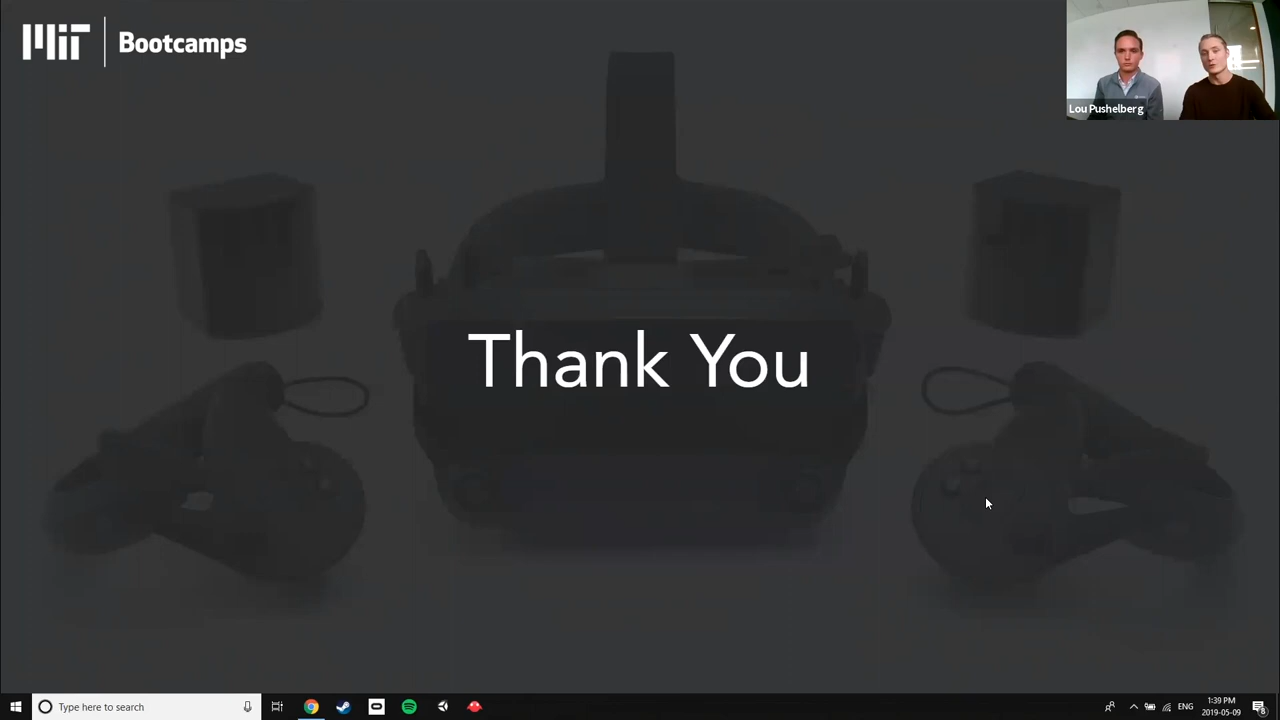 MIT Bootcamps
Lou Pushelberg
Thank You
Type here to search
ENG
1:39 PM
2019-05-09